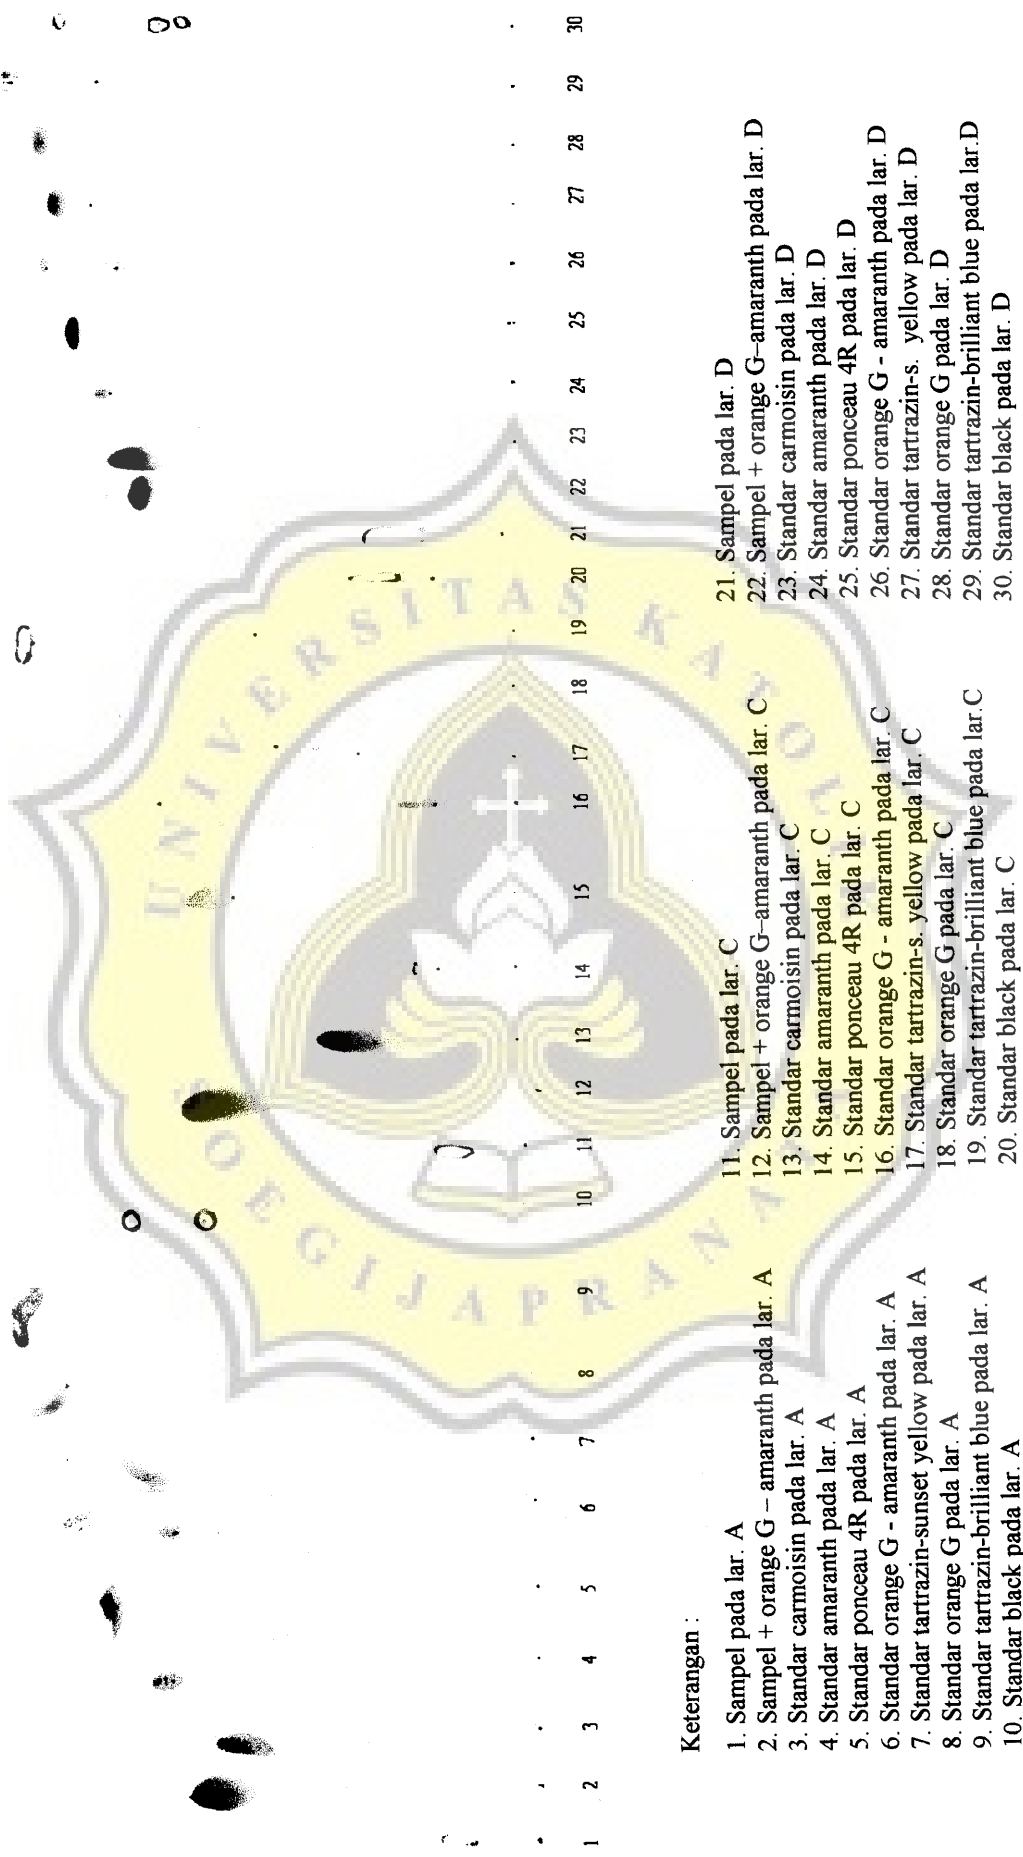 1 2 3 4 5 6 7 8 9 10 11 12 13 14 15 16 17 18 19 20 21 22 23 24 25 26 27 28 29 30
UNIVERSITAS KATOLIK
SOEGIJAPRANATA
Keterangan :
1. Sampel pada lar. A
2. Sampel + orange G – amaranth pada lar. A
3. Standar carmoisin pada lar. A
4. Standar amaranth pada lar. A
5. Standar ponceau 4R pada lar. A
6. Standar orange G - amaranth pada lar. A
7. Standar tartrazin-sunset yellow pada lar. A
8. Standar orange G pada lar. A
9. Standar tartrazin-brilliant blue pada lar. A
10. Standar black pada lar. A
11. Sampel pada lar. C
12. Sampel + orange G–amaranth pada lar. C
13. Standar carmoisin pada lar. C
14. Standar amaranth pada lar. C
15. Standar ponceau 4R pada lar. C
16. Standar orange G - amaranth pada lar. C
17. Standar tartrazin-s. yellow pada lar. C
18. Standar orange G pada lar. C
19. Standar tartrazin-brilliant blue pada lar.C
20. Standar black pada lar. C
21. Sampel pada lar. D
22. Sampel + orange G–amaranth pada lar. D
23. Standar carmoisin pada lar. D
24. Standar amaranth pada lar. D
25. Standar ponceau 4R pada lar. D
26. Standar orange G - amaranth pada lar. D
27. Standar tartrazin-s. yellow pada lar. D
28. Standar orange G pada lar. D
29. Standar tartrazin-brilliant blue pada lar.D
30. Standar black pada lar. D